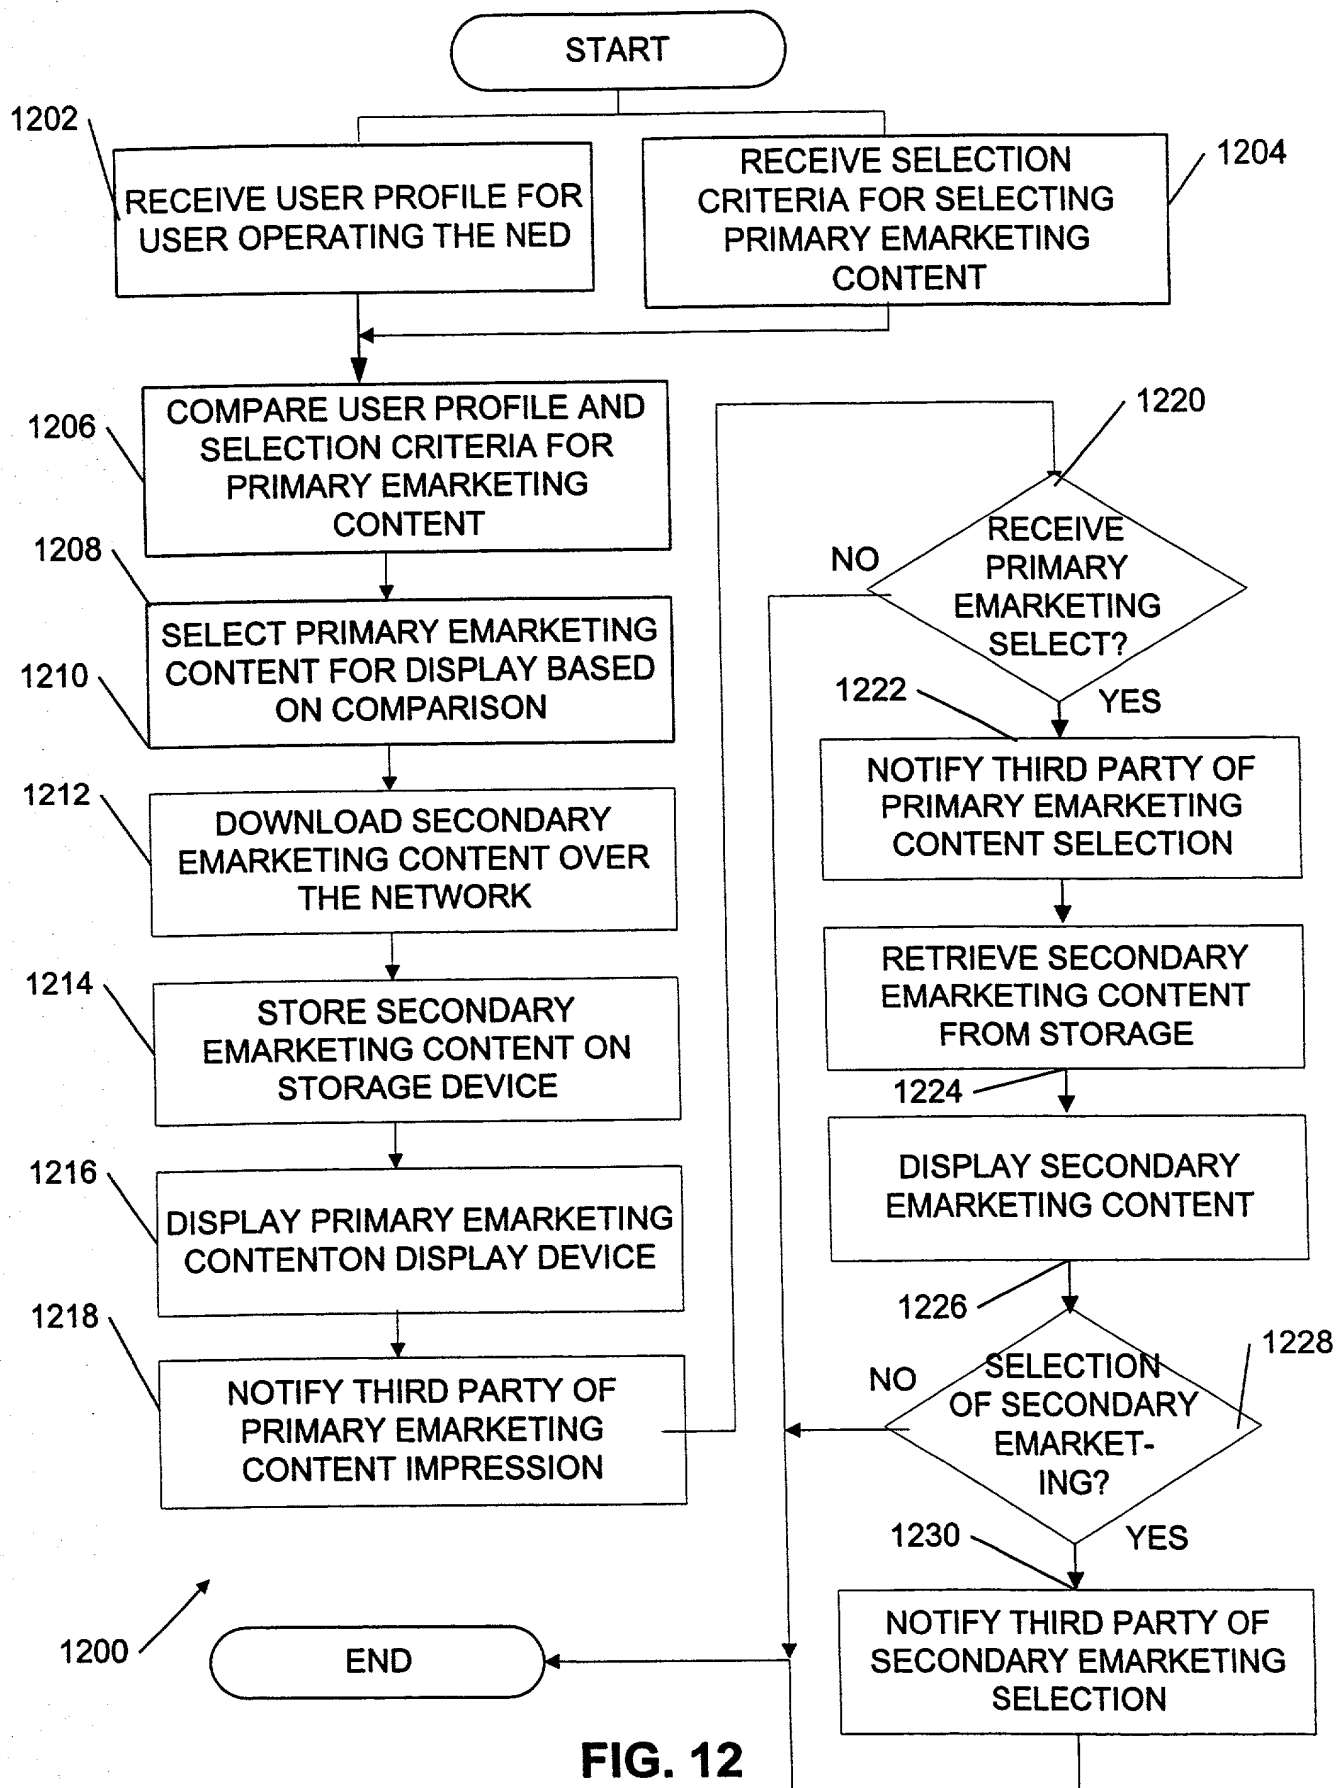 START
1202
RECEIVE USER PROFILE FOR
USER OPERATING THE NED
RECEIVE SELECTION
CRITERIA FOR SELECTING
PRIMARY EMARKETING
CONTENT
1204
1206
COMPARE USER PROFILE AND
SELECTION CRITERIA FOR
PRIMARY EMARKETING
CONTENT
1208
SELECT PRIMARY EMARKETING
CONTENT FOR DISPLAY BASED
ON COMPARISON
1210
1212
DOWNLOAD SECONDARY
EMARKETING CONTENT OVER
THE NETWORK
1214
STORE SECONDARY
EMARKETING CONTENT ON
STORAGE DEVICE
1216
DISPLAY PRIMARY EMARKETING
CONTENTON DISPLAY DEVICE
1218
NOTIFY THIRD PARTY OF
PRIMARY EMARKETING
CONTENT IMPRESSION
1220
RECEIVE
PRIMARY
EMARKETING
SELECT?
NO
YES
1222
NOTIFY THIRD PARTY OF
PRIMARY EMARKETING
CONTENT SELECTION
RETRIEVE SECONDARY
EMARKETING CONTENT
FROM STORAGE
1224
DISPLAY SECONDARY
EMARKETING CONTENT
1226
1228
SELECTION
OF SECONDARY
EMARKET-
ING?
NO
YES
1230
NOTIFY THIRD PARTY OF
SECONDARY EMARKETING
SELECTION
1200
END
FIG. 12